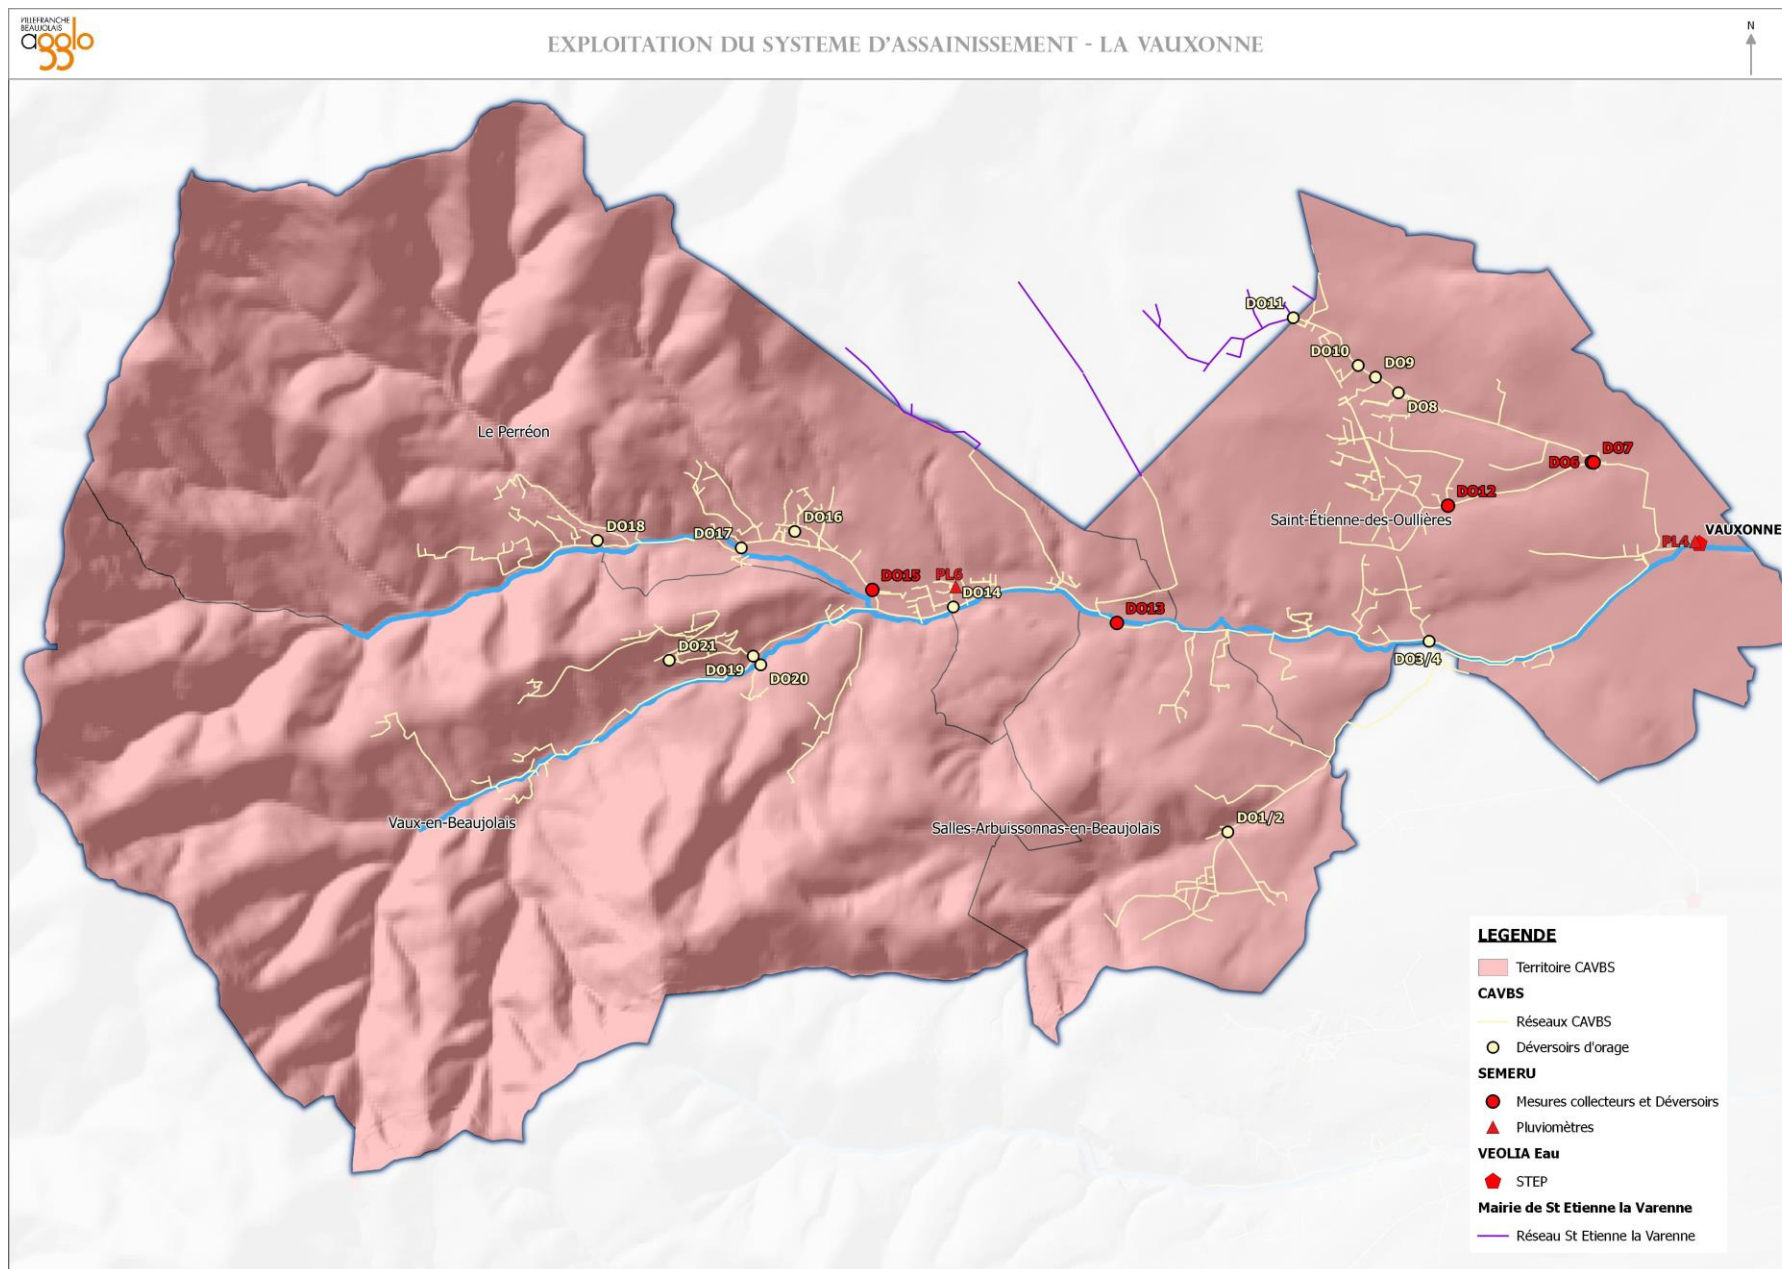 VILLEFRANCHE
BEAUJOLAIS
agglo
EXPLOITATION DU SYSTEME D'ASSAINISSEMENT - LA VAUXONNE
N
DO11
DO10
DO9
DO8
Le Perréon
DO7
DO6
DO12
Saint-Étienne-des-Oullières
DO18
DO17
DO16
VAUXONNE
PL4
DO15
PL6
DO14
DO13
DO21
DO19
DO20
DO3/4
Vaux-en-Beaujolais
Salles-Arbuissonnas-en-Beaujolais
DO1/2
LEGENDE
Territoire CAVBS
CAVBS
Réseaux CAVBS
Déversoirs d'orage
SEMERU
Mesures collecteurs et Déversoirs
Pluviomètres
VEOLIA Eau
STEP
Mairie de St Etienne la Varenne
Réseau St Etienne la Varenne